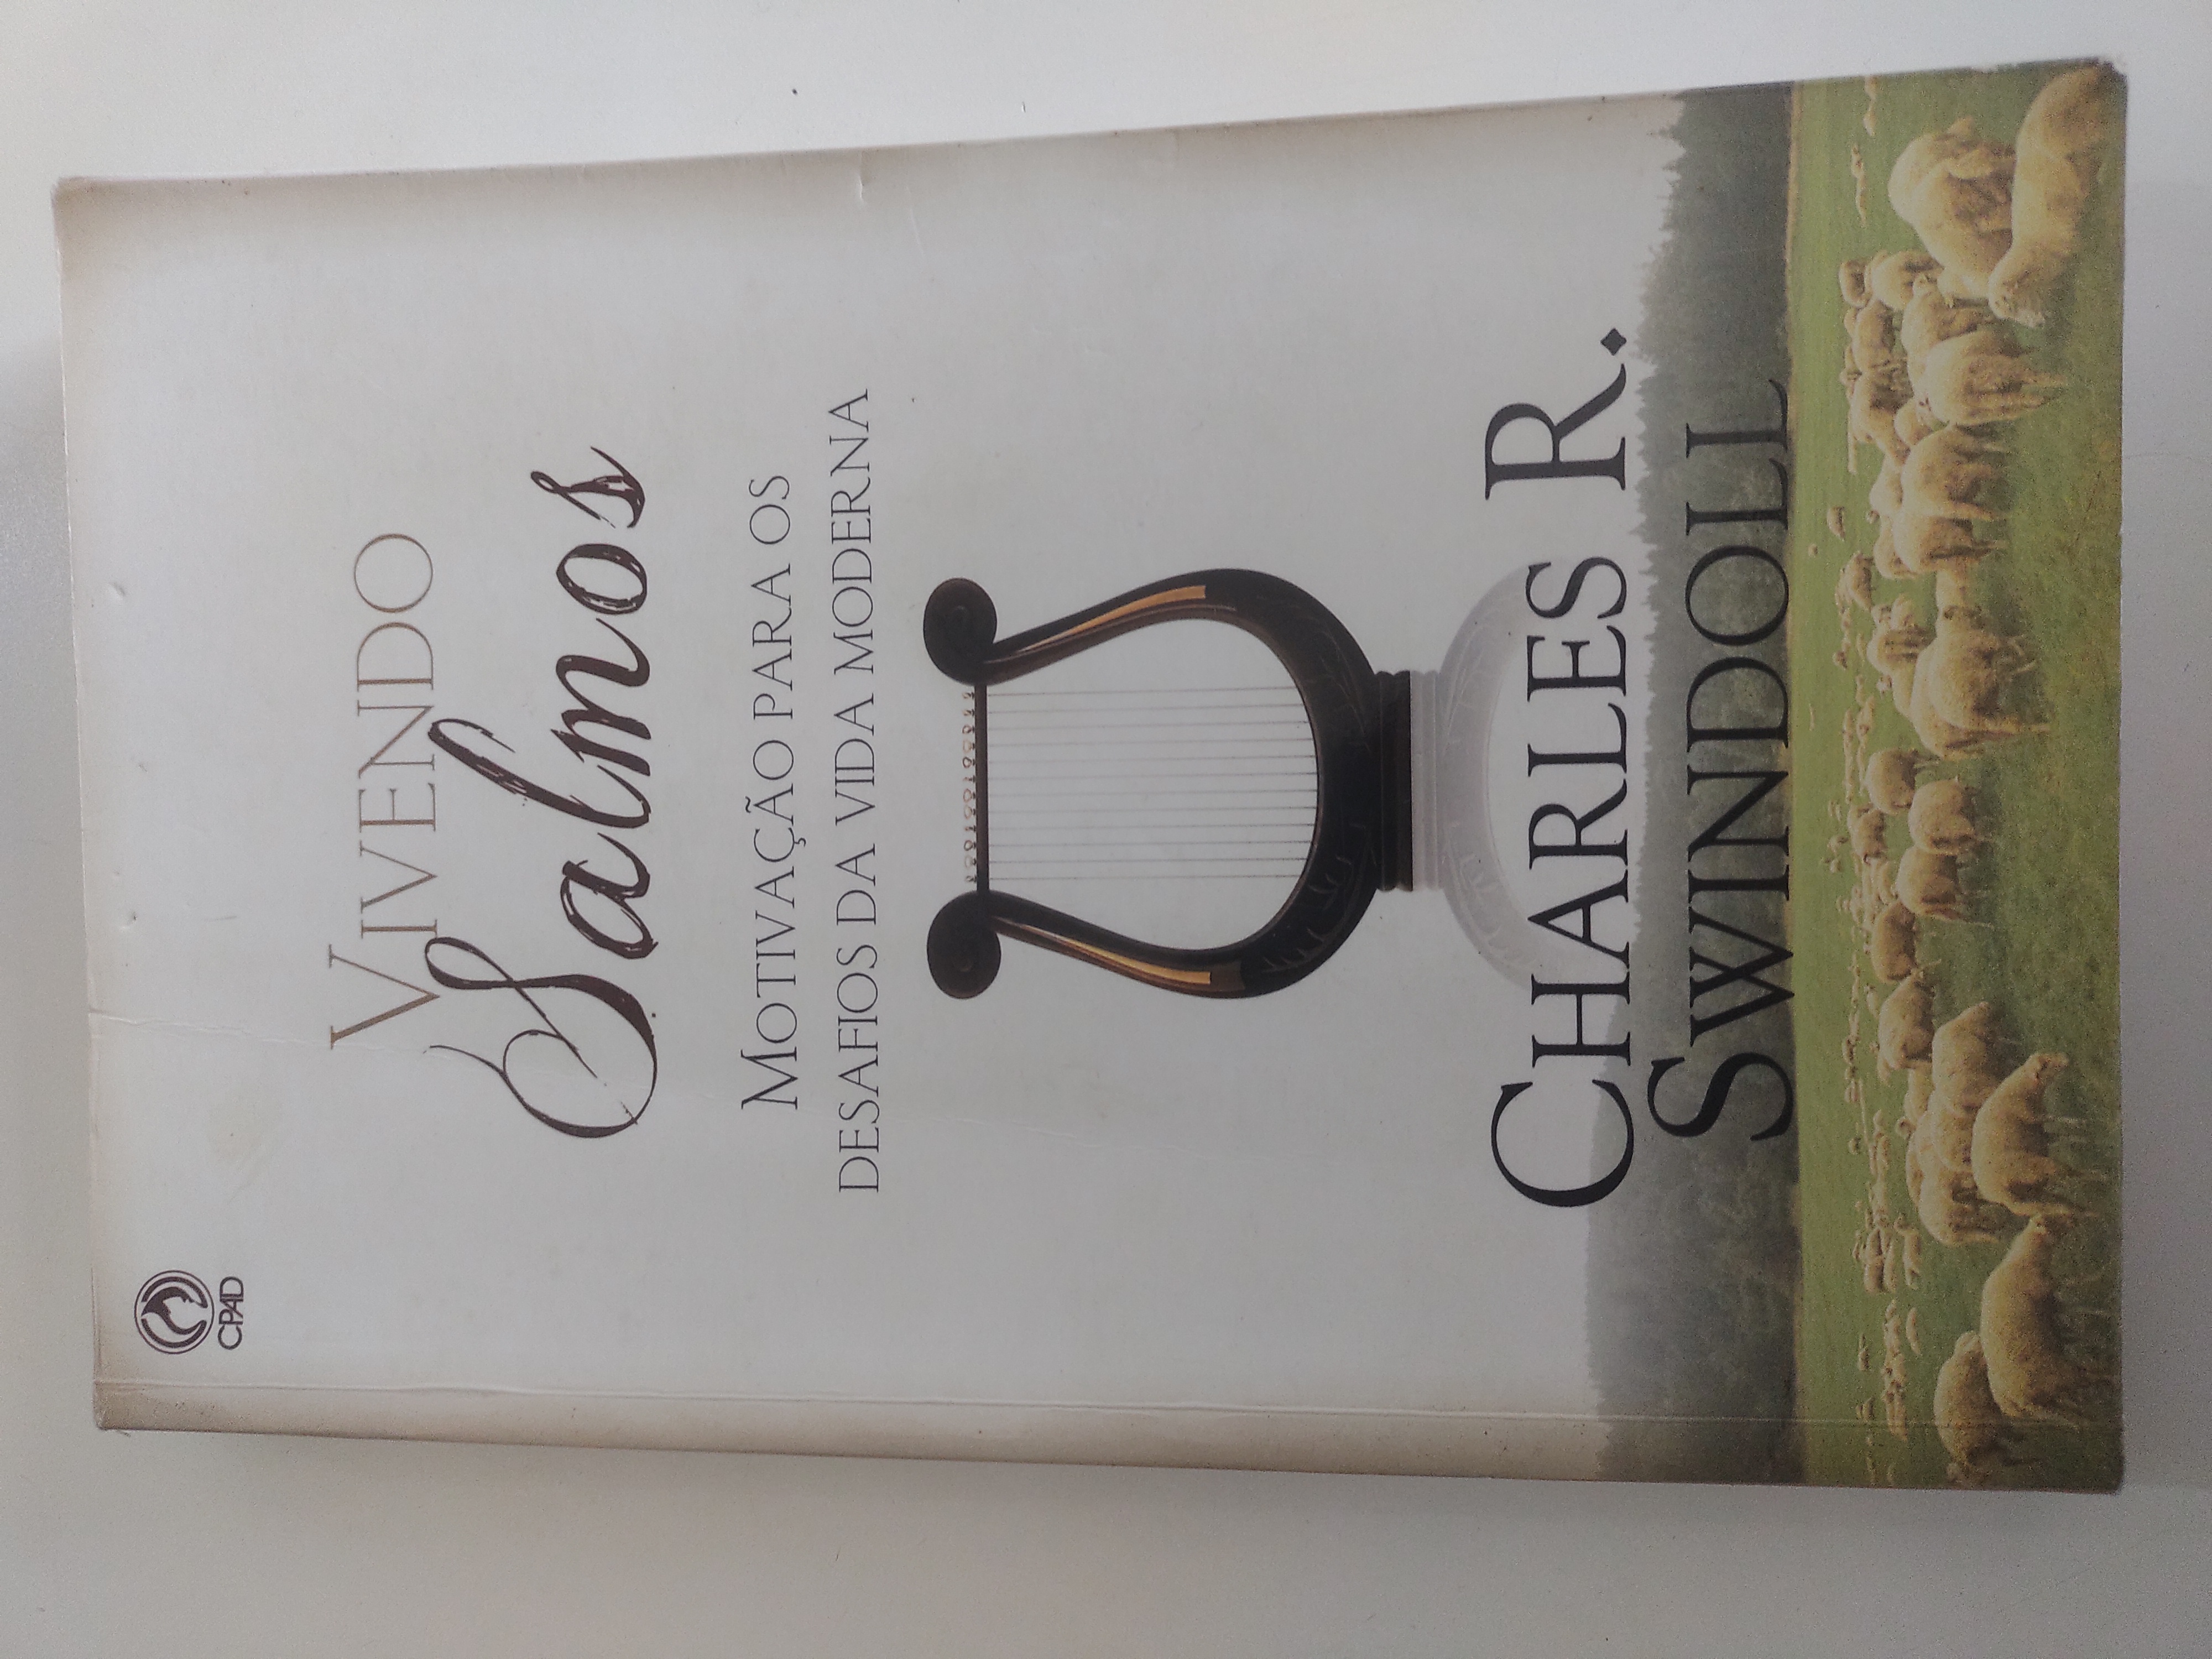 CPAD
VIVENDO
Salmos
MOTIVAÇÃO PARA OS
DESAFIOS DA VIDA MODERNA
CHARLES R.
SWINDOLL